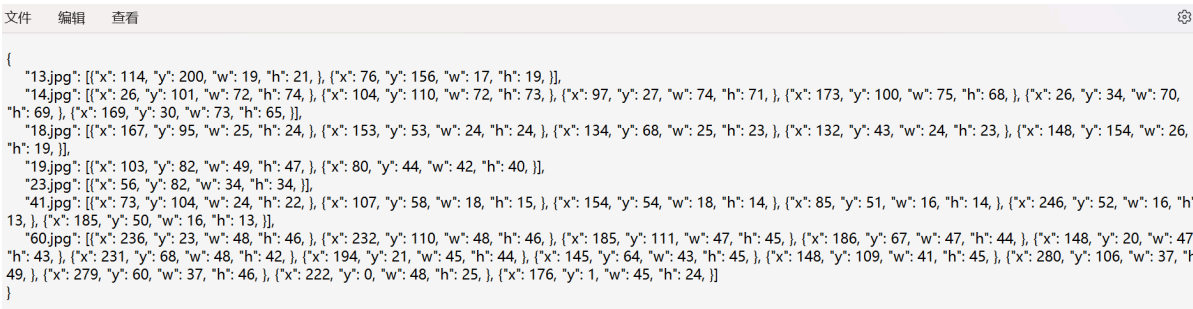 文件 编辑 查看
{
"13.jpg": [{"x": 114, "y": 200, "w": 19, "h": 21, }, {"x": 76, "y": 156, "w": 17, "h": 19, }],
"14.jpg": [{"x": 26, "y": 101, "w": 72, "h": 74, }, {"x": 104, "y": 110, "w": 72, "h": 73, }, {"x": 97, "y": 27, "w": 74, "h": 71, }, {"x": 173, "y": 100, "w": 75, "h": 68, }, {"x": 26, "y": 34, "w": 70,
"h": 69, }, {"x": 169, "y": 30, "w": 73, "h": 65, }],
"18.jpg": [{"x": 167, "y": 95, "w": 25, "h": 24, }, {"x": 153, "y": 53, "w": 24, "h": 24, }, {"x": 134, "y": 68, "w": 25, "h": 23, }, {"x": 132, "y": 43, "w": 24, "h": 23, }, {"x": 148, "y": 154, "w": 26,
"h": 19, }],
"19.jpg": [{"x": 103, "y": 82, "w": 49, "h": 47, }, {"x": 80, "y": 44, "w": 42, "h": 40, }],
"23.jpg": [{"x": 56, "y": 82, "w": 34, "h": 34, }],
"41.jpg": [{"x": 73, "y": 104, "w": 24, "h": 22, }, {"x": 107, "y": 58, "w": 18, "h": 15, }, {"x": 154, "y": 54, "w": 18, "h": 14, }, {"x": 85, "y": 51, "w": 16, "h": 14, }, {"x": 246, "y": 52, "w": 16, "h"
13, }, {"x": 185, "y": 50, "w": 16, "h": 13, }],
"60.jpg": [{"x": 236, "y": 23, "w": 48, "h": 46, }, {"x": 232, "y": 110, "w": 48, "h": 46, }, {"x": 185, "y": 111, "w": 47, "h": 45, }, {"x": 186, "y": 67, "w": 47, "h": 44, }, {"x": 148, "y": 20, "w": 47
"h": 43, }, {"x": 231, "y": 68, "w": 48, "h": 42, }, {"x": 194, "y": 21, "w": 45, "h": 44, }, {"x": 145, "y": 64, "w": 43, "h": 45, }, {"x": 148, "y": 109, "w": 41, "h": 45, }, {"x": 280, "y": 106, "w": 37, "h
49, }, {"x": 279, "y": 60, "w": 37, "h": 46, }, {"x": 222, "y": 0, "w": 48, "h": 25, }, {"x": 176, "y": 1, "w": 45, "h": 24, }]
}